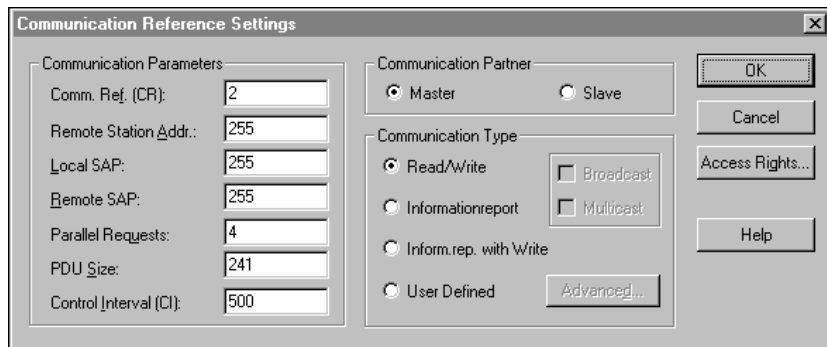 Communication Reference Settings
Communication Parameters
Comm. Ref. (CR): 2
Remote Station Addr.: 255
Local SAP: 255
Remote SAP: 255
Parallel Requests: 4
PDU Size: 241
Control Interval (CI): 500
Communication Partner
Master Slave
Communication Type
Read/Write
Informationreport
Inform.rep. with Write
User Defined
Broadcast
Multicast
Advanced...
OK
Cancel
Access Rights...
Help